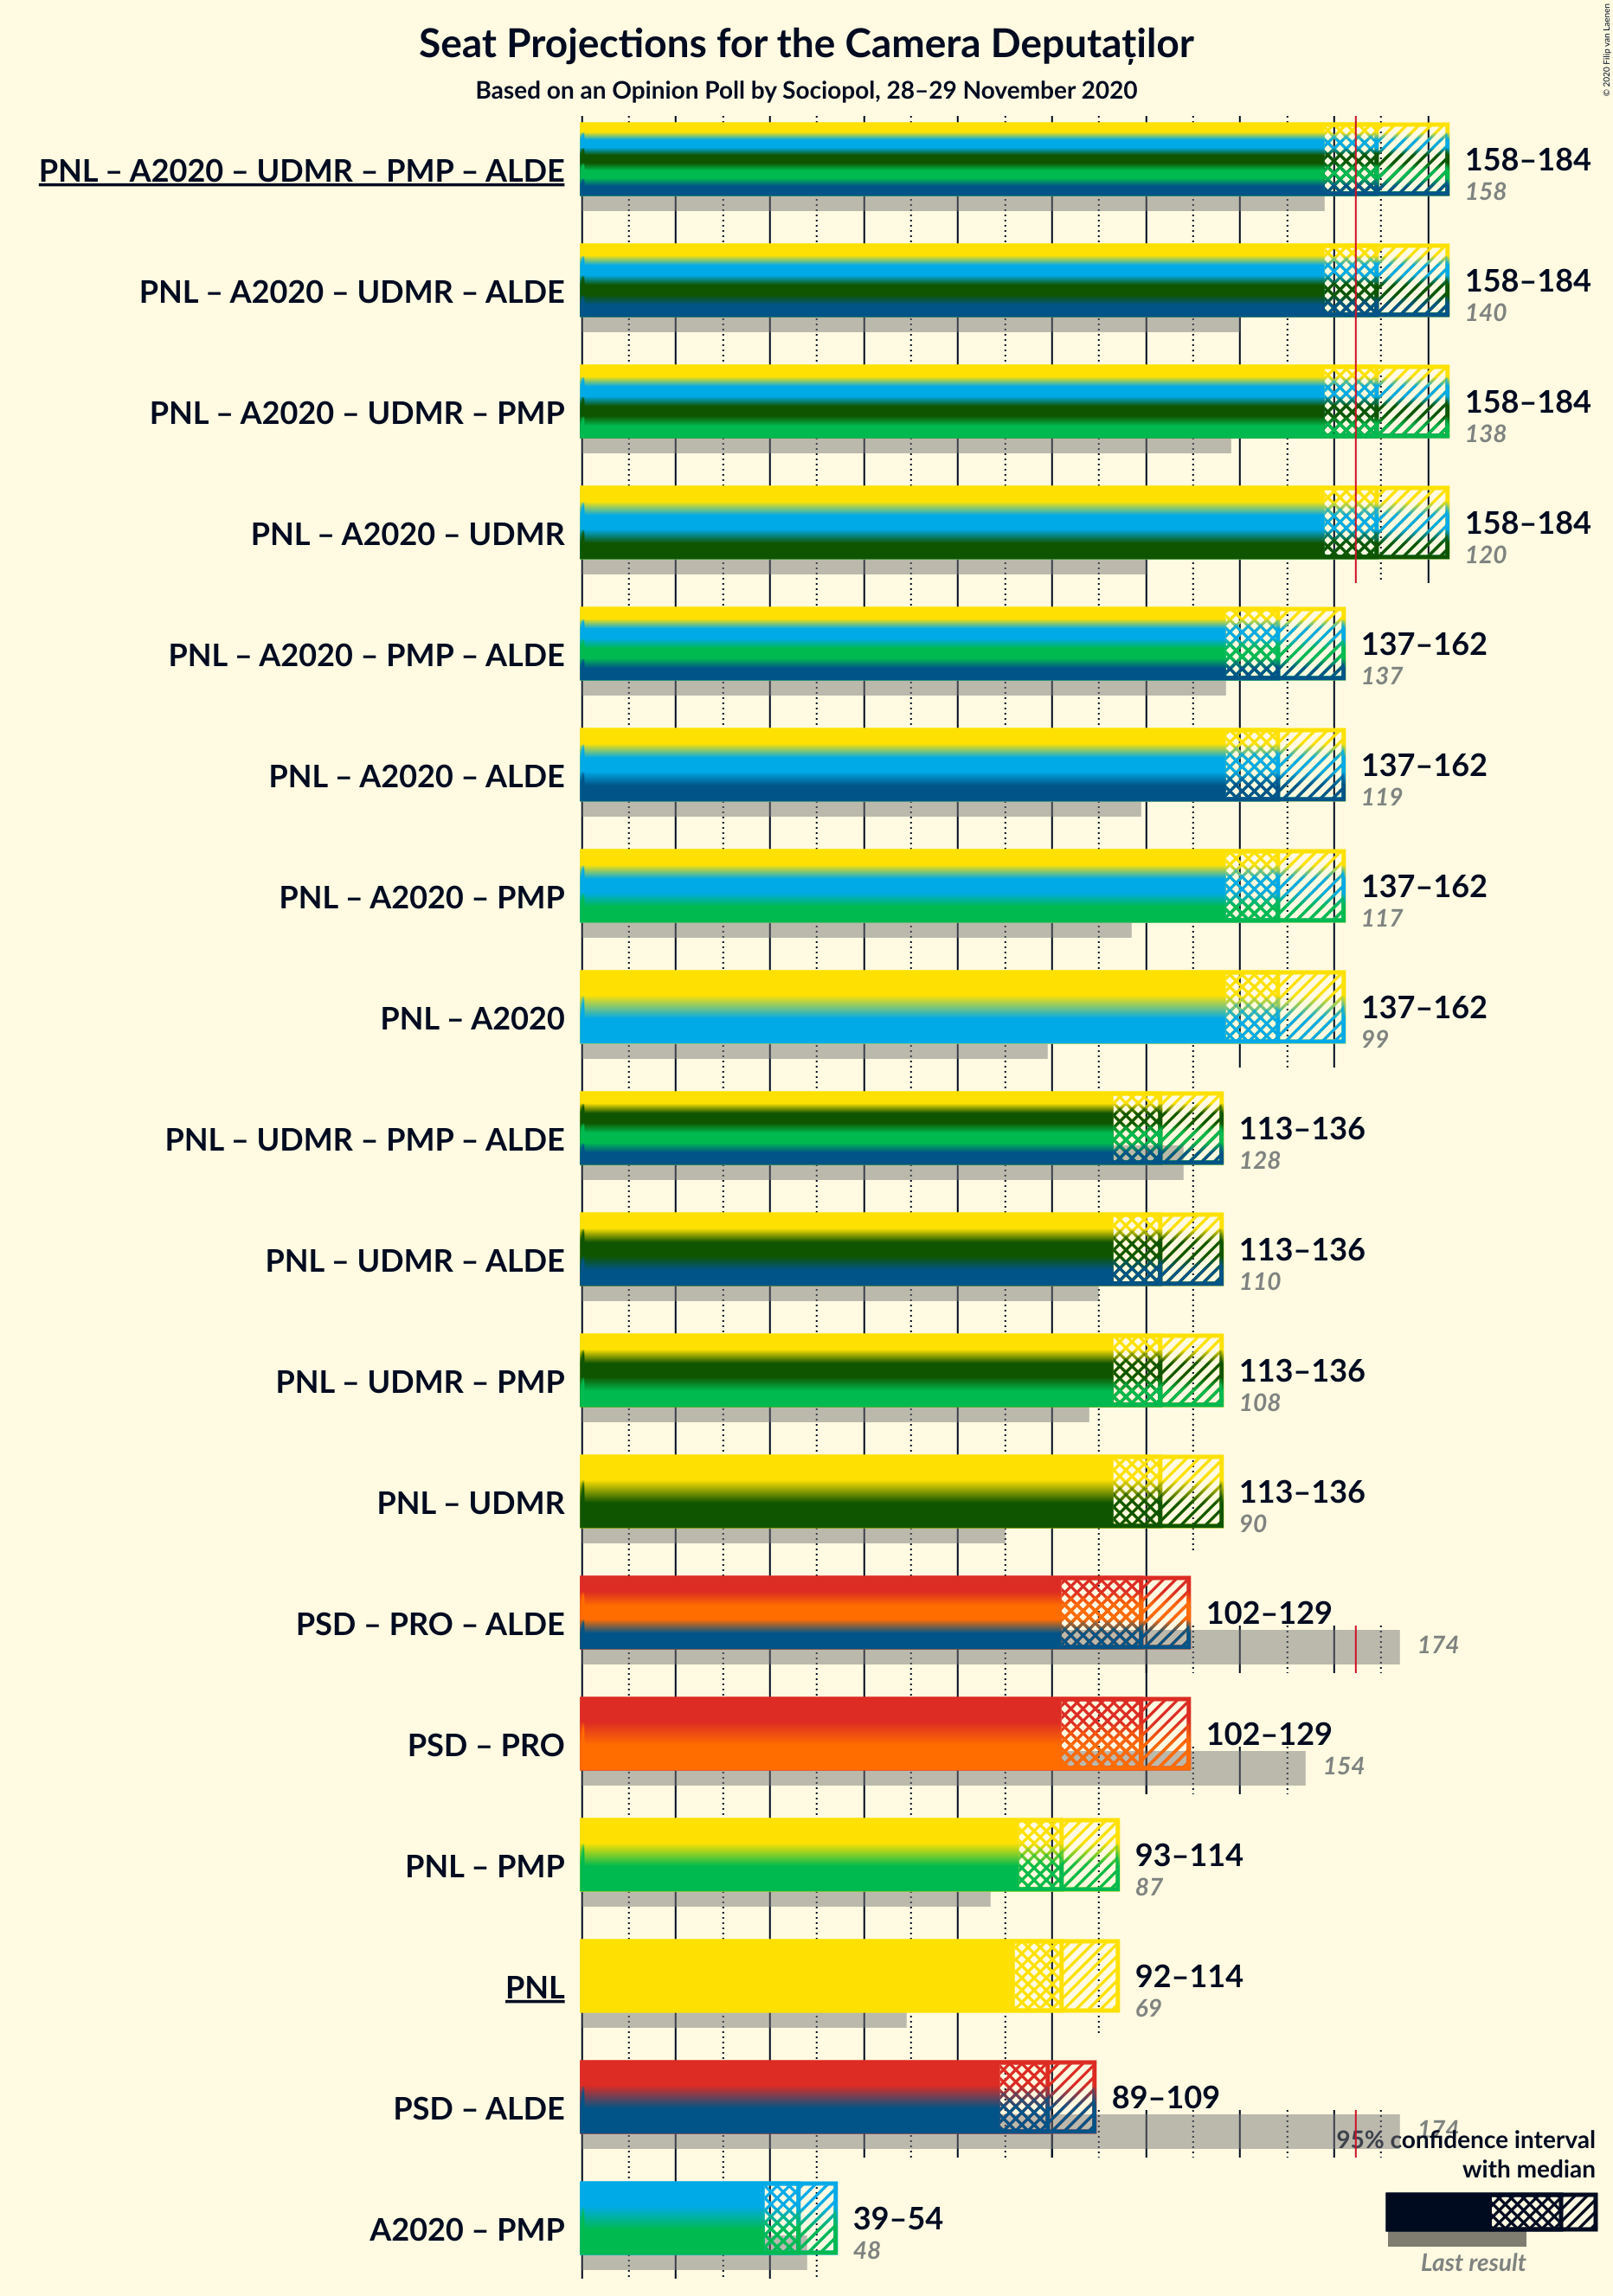 Seat Projections for the Camera Deputaților
Based on an Opinion Poll by Sociopol, 28–29 November 2020
© 2020 Filip van Laenen
PNL – A2020 – UDMR – PMP – ALDE
158–184
158
PNL – A2020 – UDMR – ALDE
158–184
140
PNL – A2020 – UDMR – PMP
158–184
138
PNL – A2020 – UDMR
158–184
120
PNL – A2020 – PMP – ALDE
137–162
137
PNL – A2020 – ALDE
137–162
119
PNL – A2020 – PMP
137–162
117
PNL – A2020
137–162
99
PNL – UDMR – PMP – ALDE
113–136
128
PNL – UDMR – ALDE
113–136
110
PNL – UDMR – PMP
113–136
108
PNL – UDMR
113–136
90
PSD – PRO – ALDE
102–129
174
PSD – PRO
102–129
154
PNL – PMP
93–114
87
PNL
92–114
69
PSD – ALDE
89–109
174
A2020 – PMP
39–54
48
95% confidence interval
with median
Last result